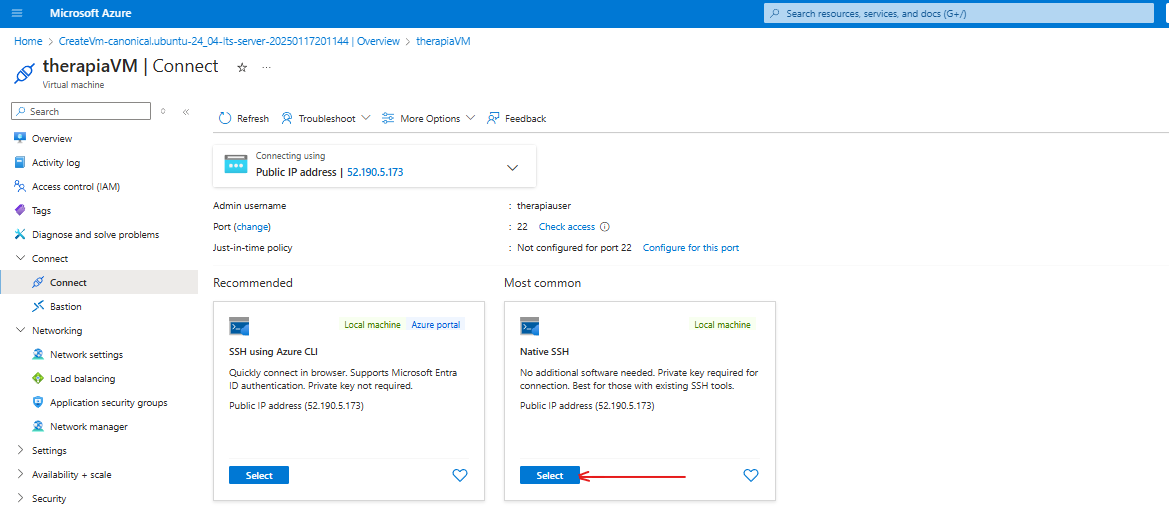 Microsoft Azure
Search resources, services, and docs (G+/)
Home > CreateVm-canonical.ubuntu-24_04-lts-server-20250117201144 | Overview > therapiaVM
therapiaVM | Connect
Virtual machine
Search
Overview
Activity log
Access control (IAM)
Tags
Diagnose and solve problems
Connect
Connect
Bastion
Networking
Network settings
Load balancing
Application security groups
Network manager
Settings
Availability + scale
Security
Refresh
Troubleshoot
More Options
Feedback
Connecting using
Public IP address | 52.190.5.173
Admin username : therapiauser
Port (change) : 22 Check access
Just-in-time policy : Not configured for port 22 Configure for this port
Recommended
Local machine Azure portal
SSH using Azure CLI
Quickly connect in browser. Supports Microsoft Entra
ID authentication. Private key not required.
Public IP address (52.190.5.173)
Select
Most common
Local machine
Native SSH
No additional software needed. Private key required for
connection. Best for those with existing SSH tools.
Public IP address (52.190.5.173)
Select